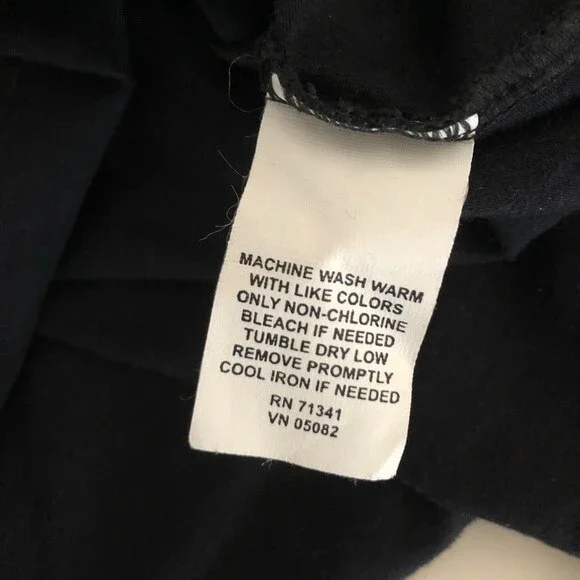 MACHINE WASH WARM
WITH LIKE COLORS
ONLY NON-CHLORINE
BLEACH IF NEEDED
TUMBLE DRY LOW
REMOVE PROMPTLY
COOL IRON IF NEEDED
RN 71341
VN 05082